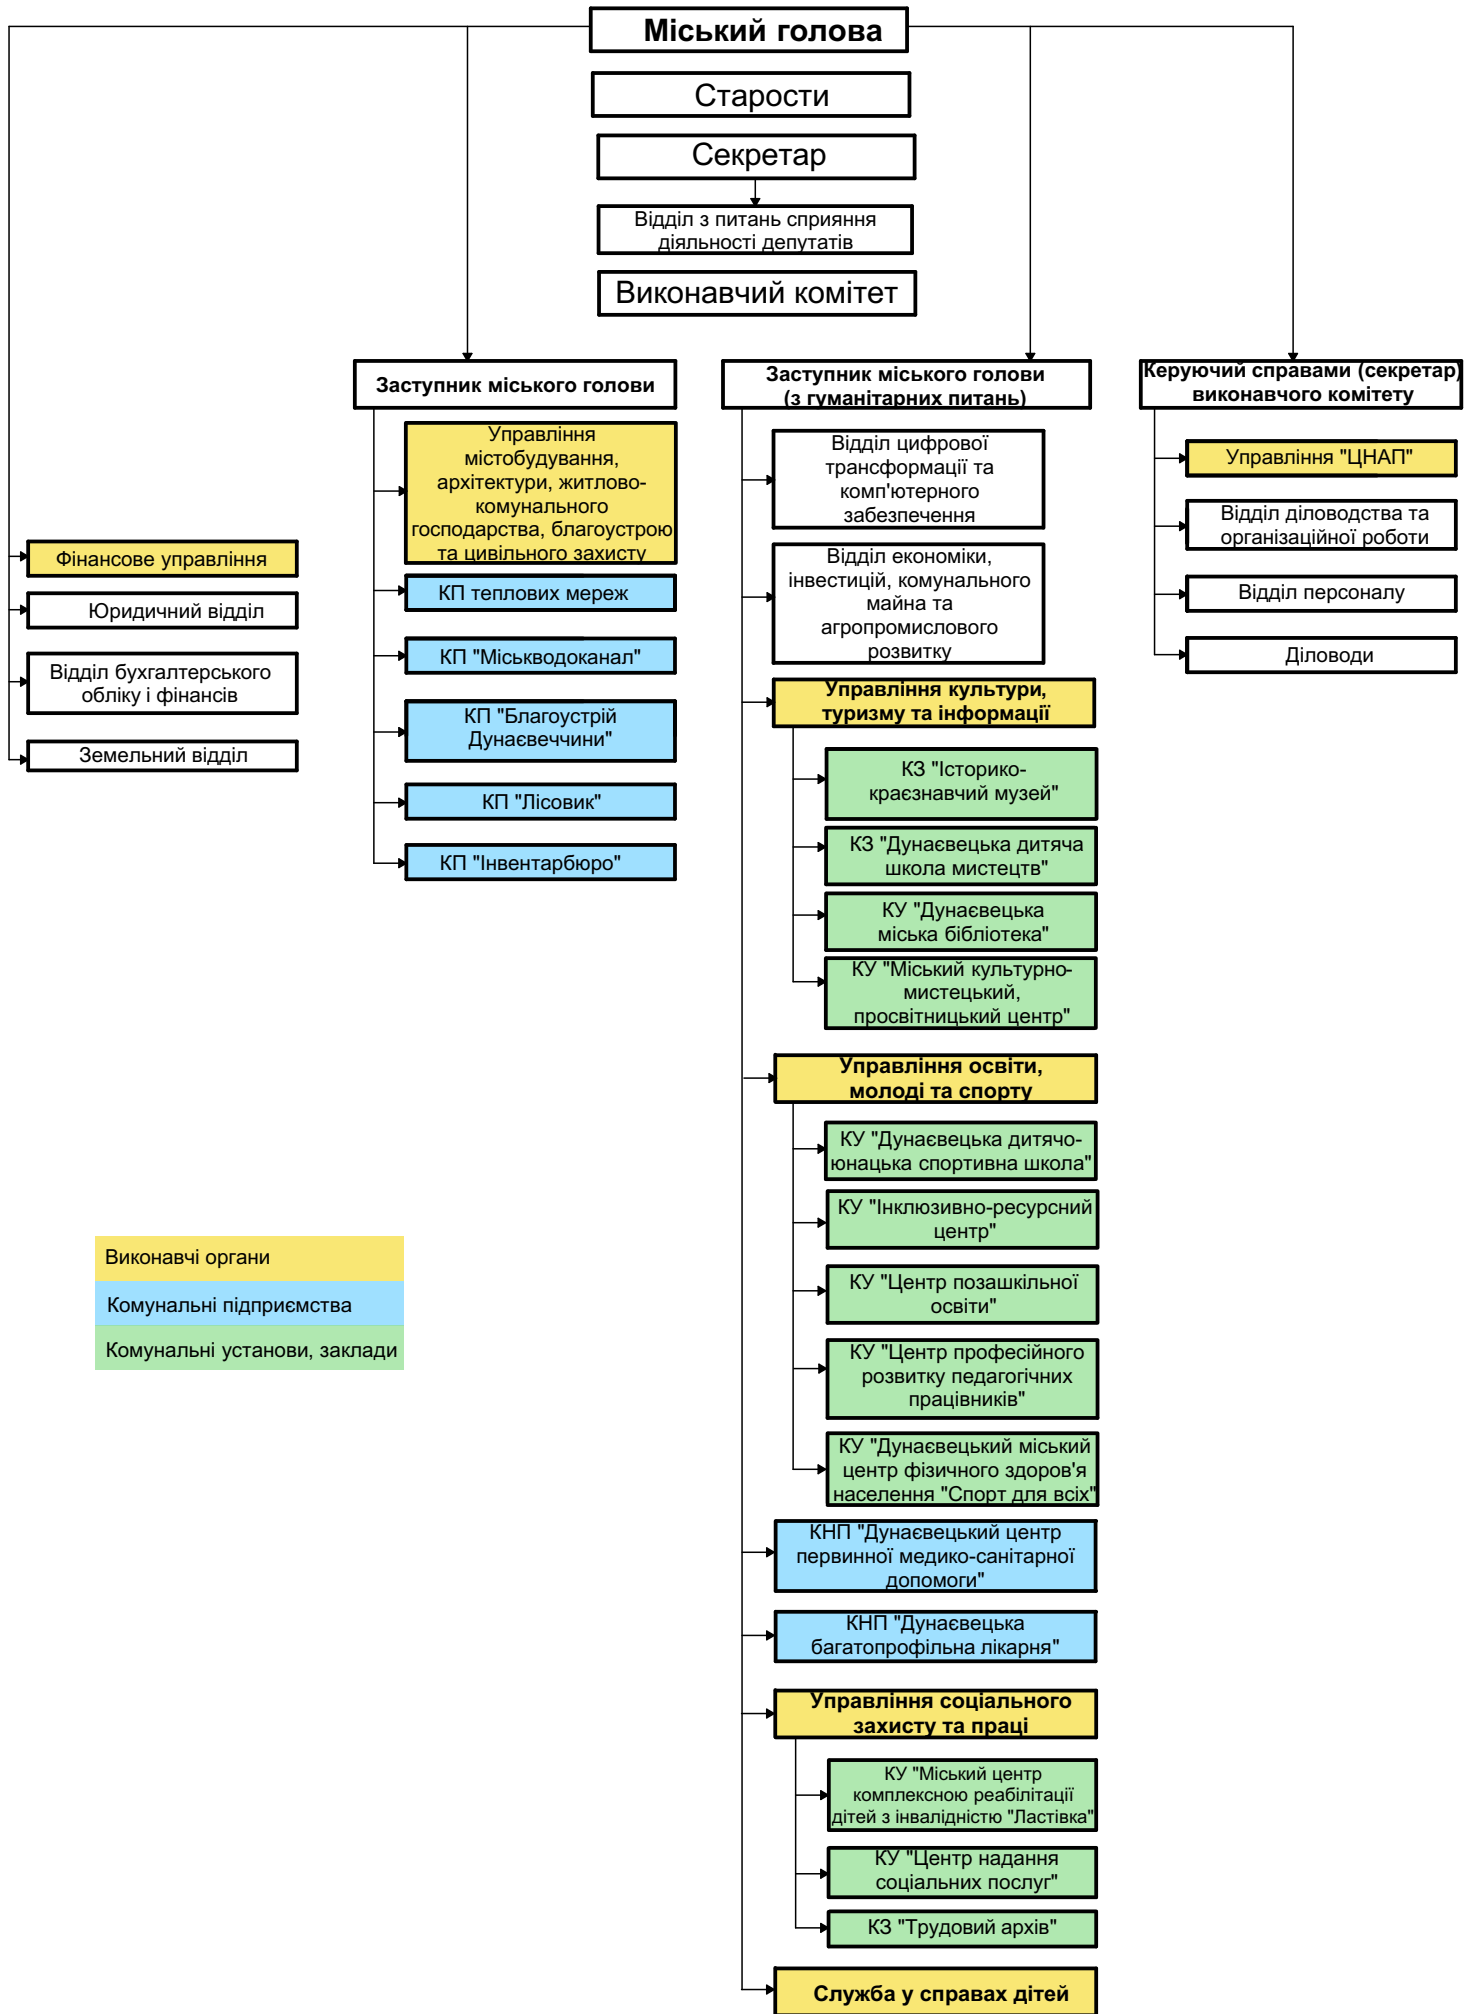 Міський голова
Старости
Секретар
Відділ з питань сприяння
діяльності депутатів
Виконавчий комітет
Фінансове управління
Юридичний відділ
Відділ бухгалтерського
обліку і фінансів
Земельний відділ
Заступник міського голови
Управління
містобудування,
архітектури, житлово-
комунального
господарства, благоустрою
та цивільного захисту
КП теплових мереж
КП "Міськводоканал"
КП "Благоустрій
Дунаєвеччини"
КП "Лісовик"
КП "Інвентарбюро"
Заступник міського голови
(з гуманітарних питань)
Відділ цифрової
трансформації та
комп'ютерного
забезпечення
Відділ економіки,
інвестицій, комунального
майна та
агропромислового
розвитку
Управління культури,
туризму та інформації
КЗ "Історико-
краєзнавчий музей"
КЗ "Дунаєвецька дитяча
школа мистецтв"
КУ "Дунаєвецька
міська бібліотека"
КУ "Міський культурно-
мистецький,
просвітницький центр"
Управління освіти,
молоді та спорту
КУ "Дунаєвецька дитячо-
юнацька спортивна школа"
КУ "Інклюзивно-ресурсний
центр"
КУ "Центр позашкільної
освіти"
КУ "Центр професійного
розвитку педагогічних
працівників"
КУ "Дунаєвецький міський
центр фізичного здоров'я
населення "Спорт для всіх"
КНП "Дунаєвецький центр
первинної медико-санітарної
допомоги"
КНП "Дунаєвецька
багатопрофільна лікарня"
Управління соціального
захисту та праці
КУ "Міський центр
комплексною реабілітації
дітей з інвалідністю "Ластівка"
КУ "Центр надання
соціальних послуг"
КЗ "Трудовий архів"
Служба у справах дітей
Керуючий справами (секретар)
виконавчого комітету
Управління "ЦНАП"
Відділ діловодства та
організаційної роботи
Відділ персоналу
Діловоди
Виконавчі органи
Комунальні підприємства
Комунальні установи, заклади